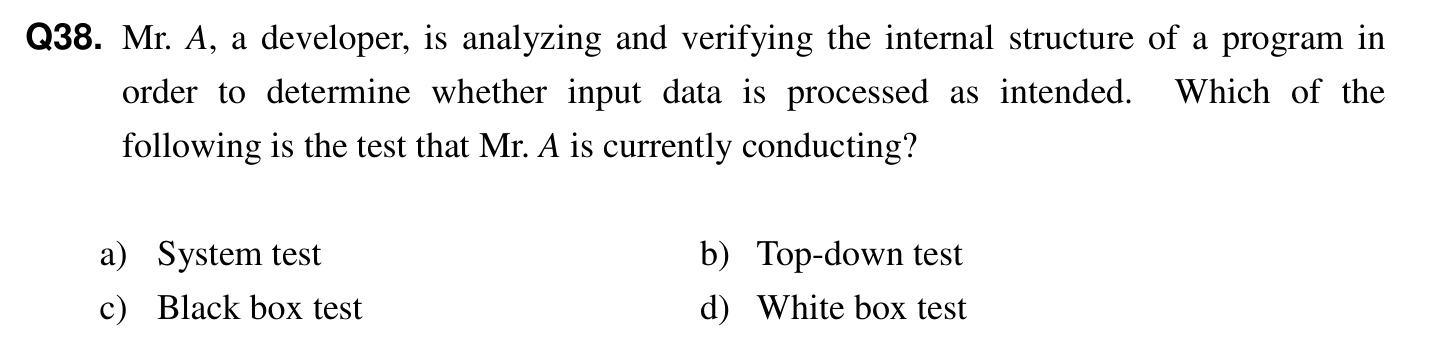 Q38. Mr. A, a developer, is analyzing and verifying the internal structure of a program in
order to determine whether input data is processed as intended. Which of the
following is the test that Mr. A is currently conducting?
a) System test b) Top-down test
c) Black box test d) White box test